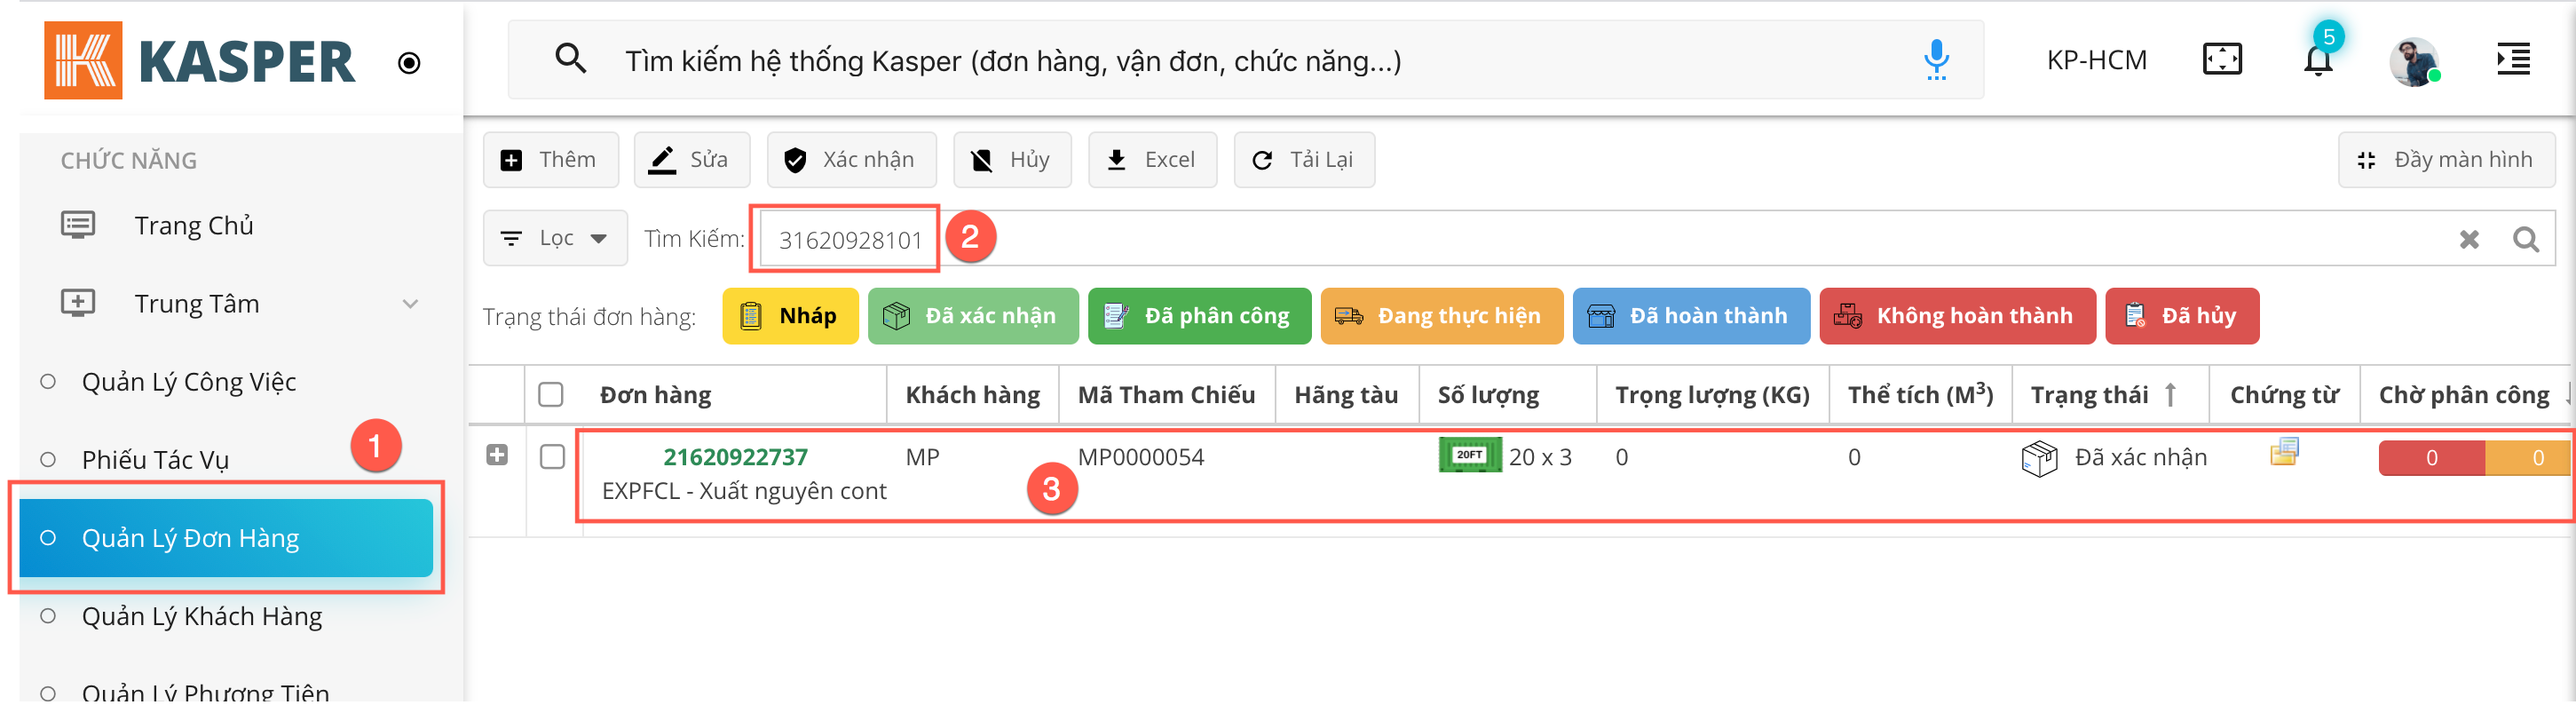 KASPER
Tìm kiếm hệ thống Kasper (đơn hàng, vận đơn, chức năng...)
KP-HCM
5
CHỨC NĂNG
Trang Chủ
Trung Tâm
Quản Lý Công Việc
Phiếu Tác Vụ
1
Quản Lý Đơn Hàng
Quản Lý Khách Hàng
Quản Lý Phương Tiện
Thêm
Sửa
Xác nhận
Hủy
Excel
Tải Lại
Đầy màn hình
Lọc
Tìm Kiếm:
31620928101
2
Trạng thái đơn hàng:
Nháp
Đã xác nhận
Đã phân công
Đang thực hiện
Đã hoàn thành
Không hoàn thành
Đã hủy
Đơn hàng
Khách hàng
Mã Tham Chiếu
Hãng tàu
Số lượng
Trọng lượng (KG)
Thể tích (M³)
Trạng thái
Chứng từ
Chờ phân công
21620922737
MP
MP0000054
20FT
20 x 3
0
0
Đã xác nhận
0
0
EXPFCL - Xuất nguyên cont
3